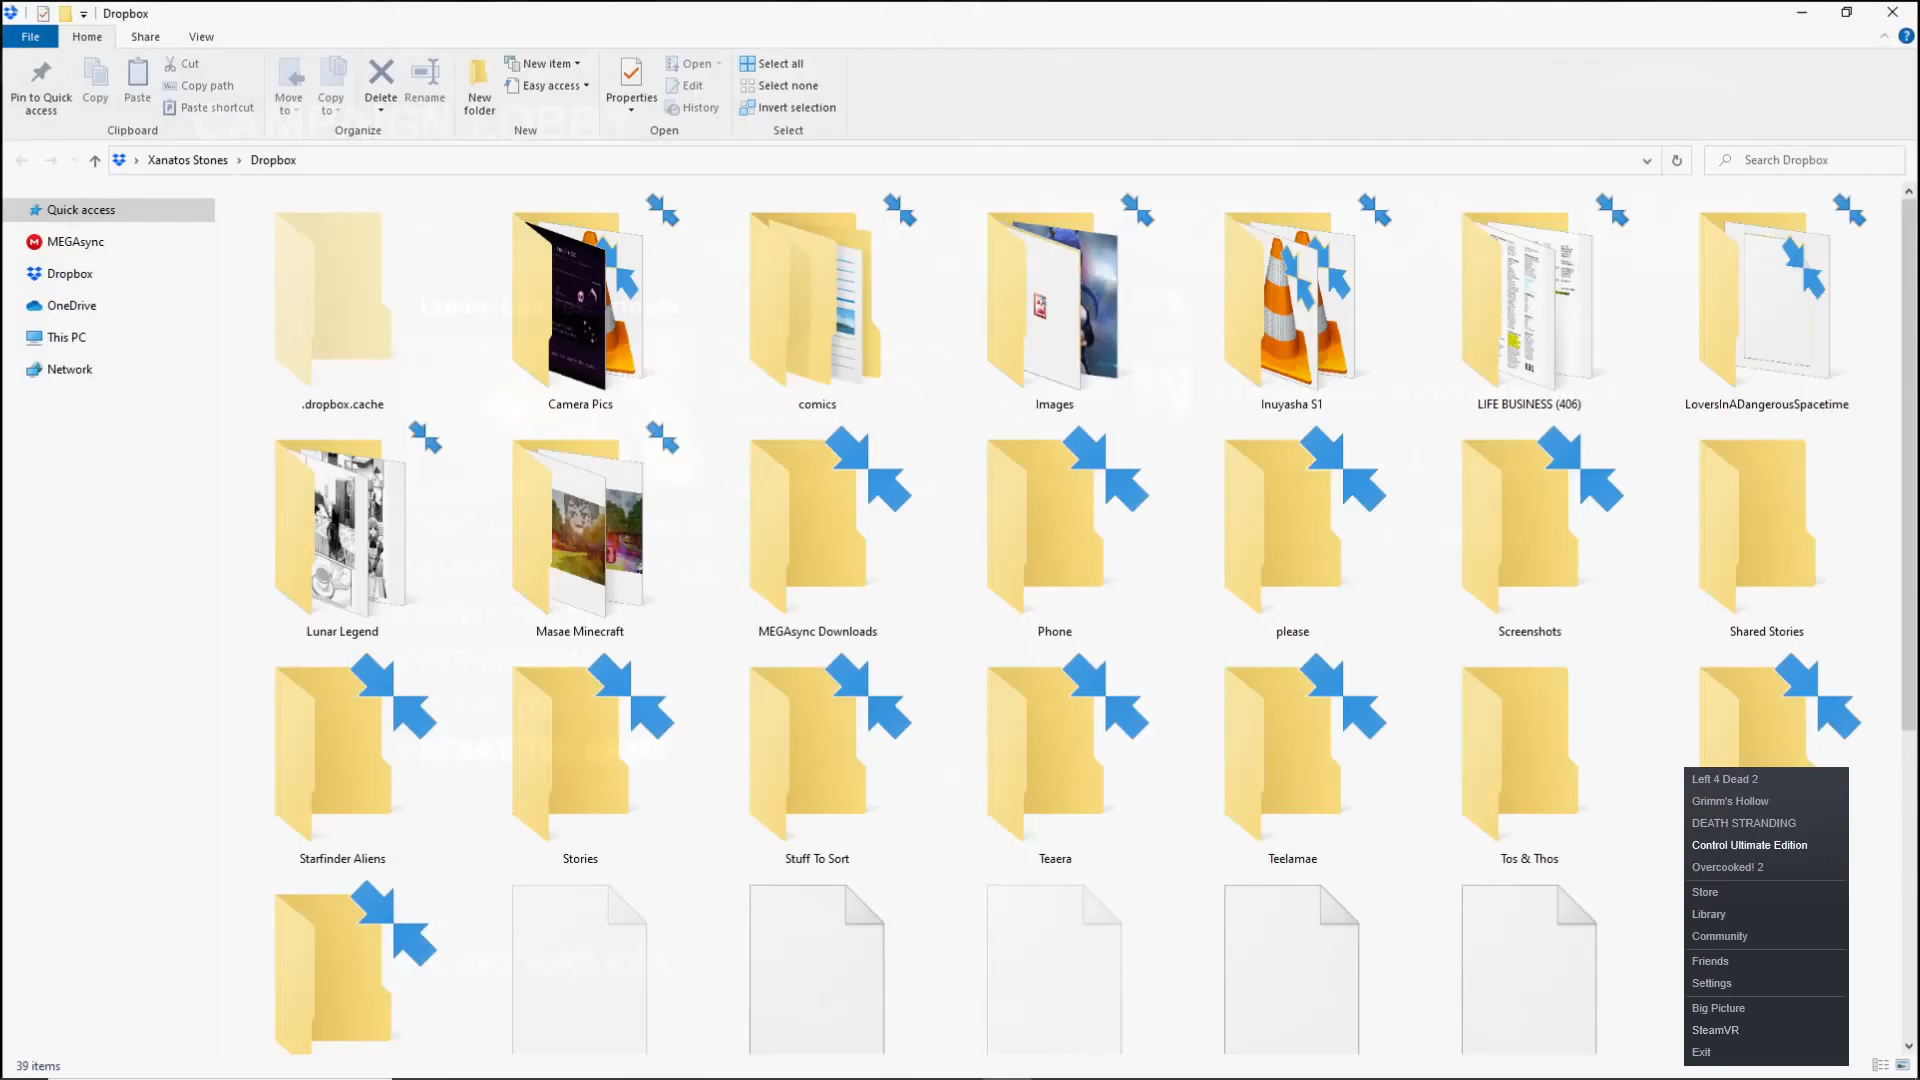 Dropbox
File Home Share View
Pin to Quick access
Copy
Paste
Cut
Copy path
Paste shortcut
Clipboard
Move to
Copy to
Delete
Rename
Organize
New folder
New item
Easy access
New
Properties
Open
Edit
History
Open
Select all
Select none
Invert selection
Select
CAMPAIGN LOBBY
Xanatos Stones > Dropbox
Search Dropbox
Quick access
MEGAsync
Dropbox
OneDrive
This PC
Network
.dropbox.cache
Camera Pics
comics
Images
Inuyasha S1
LIFE BUSINESS (406)
LoversInADangerousSpacetime
Lunar Legend
Masae Minecraft
MEGAsync Downloads
Phone
please
Screenshots
Shared Stories
START THE GAME
Starfinder Aliens
Stories
Stuff To Sort
Teaera
Teelamae
Tos & Thos
Left 4 Dead 2
Grimm's Hollow
DEATH STRANDING
Control Ultimate Edition
Overcooked! 2
Store
Library
Community
Friends
Settings
Big Picture
SteamVR
Exit
39 items